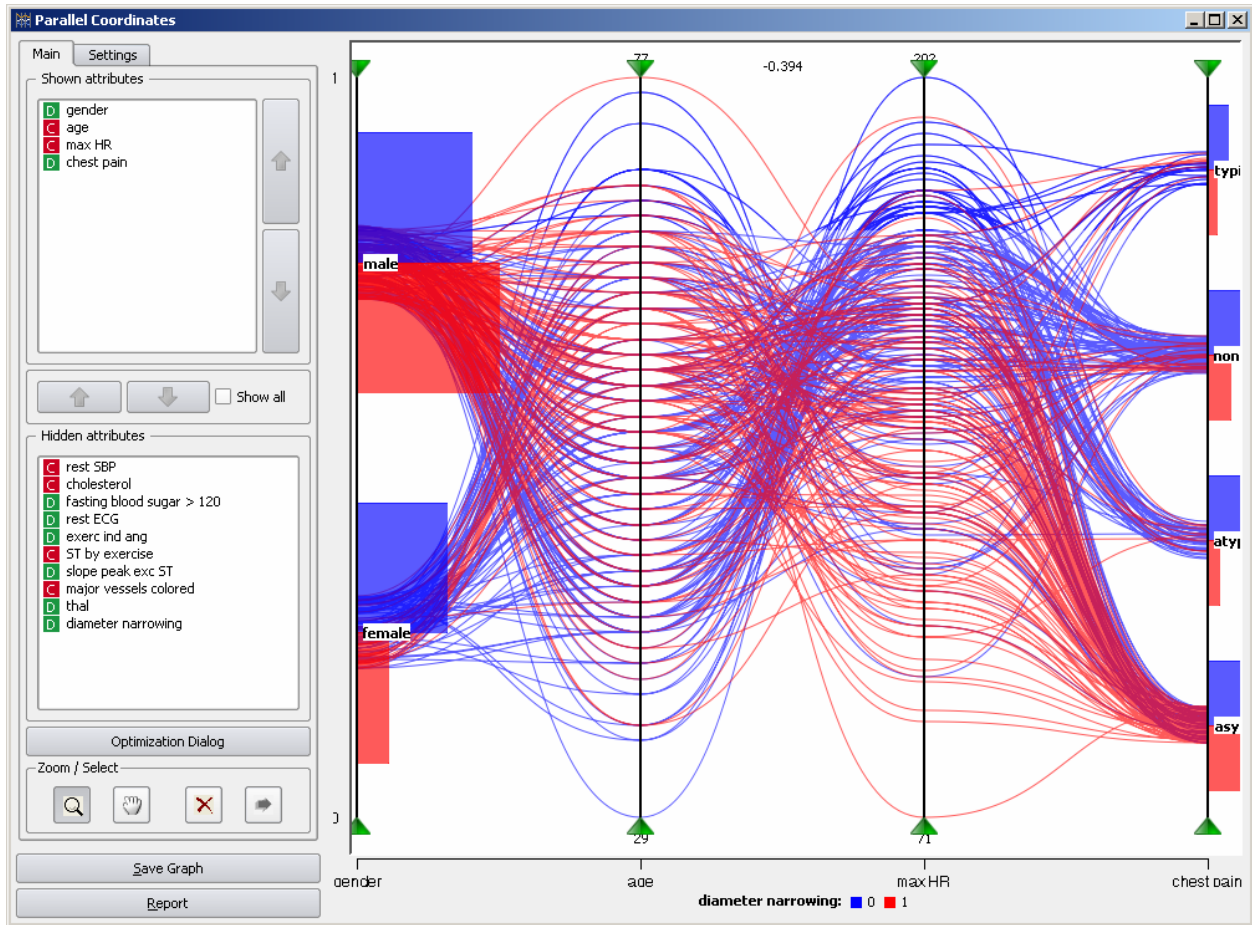 Parallel Coordinates
Main
Settings
Shown attributes
D gender
C age
C max HR
D chest pain
Show all
Hidden attributes
C rest SBP
C cholesterol
D fasting blood sugar > 120
D rest ECG
D exerc ind ang
C ST by exercise
D slope peak exc ST
C major vessels colored
D thal
D diameter narrowing
Optimization Dialog
Zoom / Select
Save Graph
Report
1
0
77
-0.394
202
male
female
typi
non
atyp
asy
29
71
gender
age
max HR
chest pain
diameter narrowing: 0 1